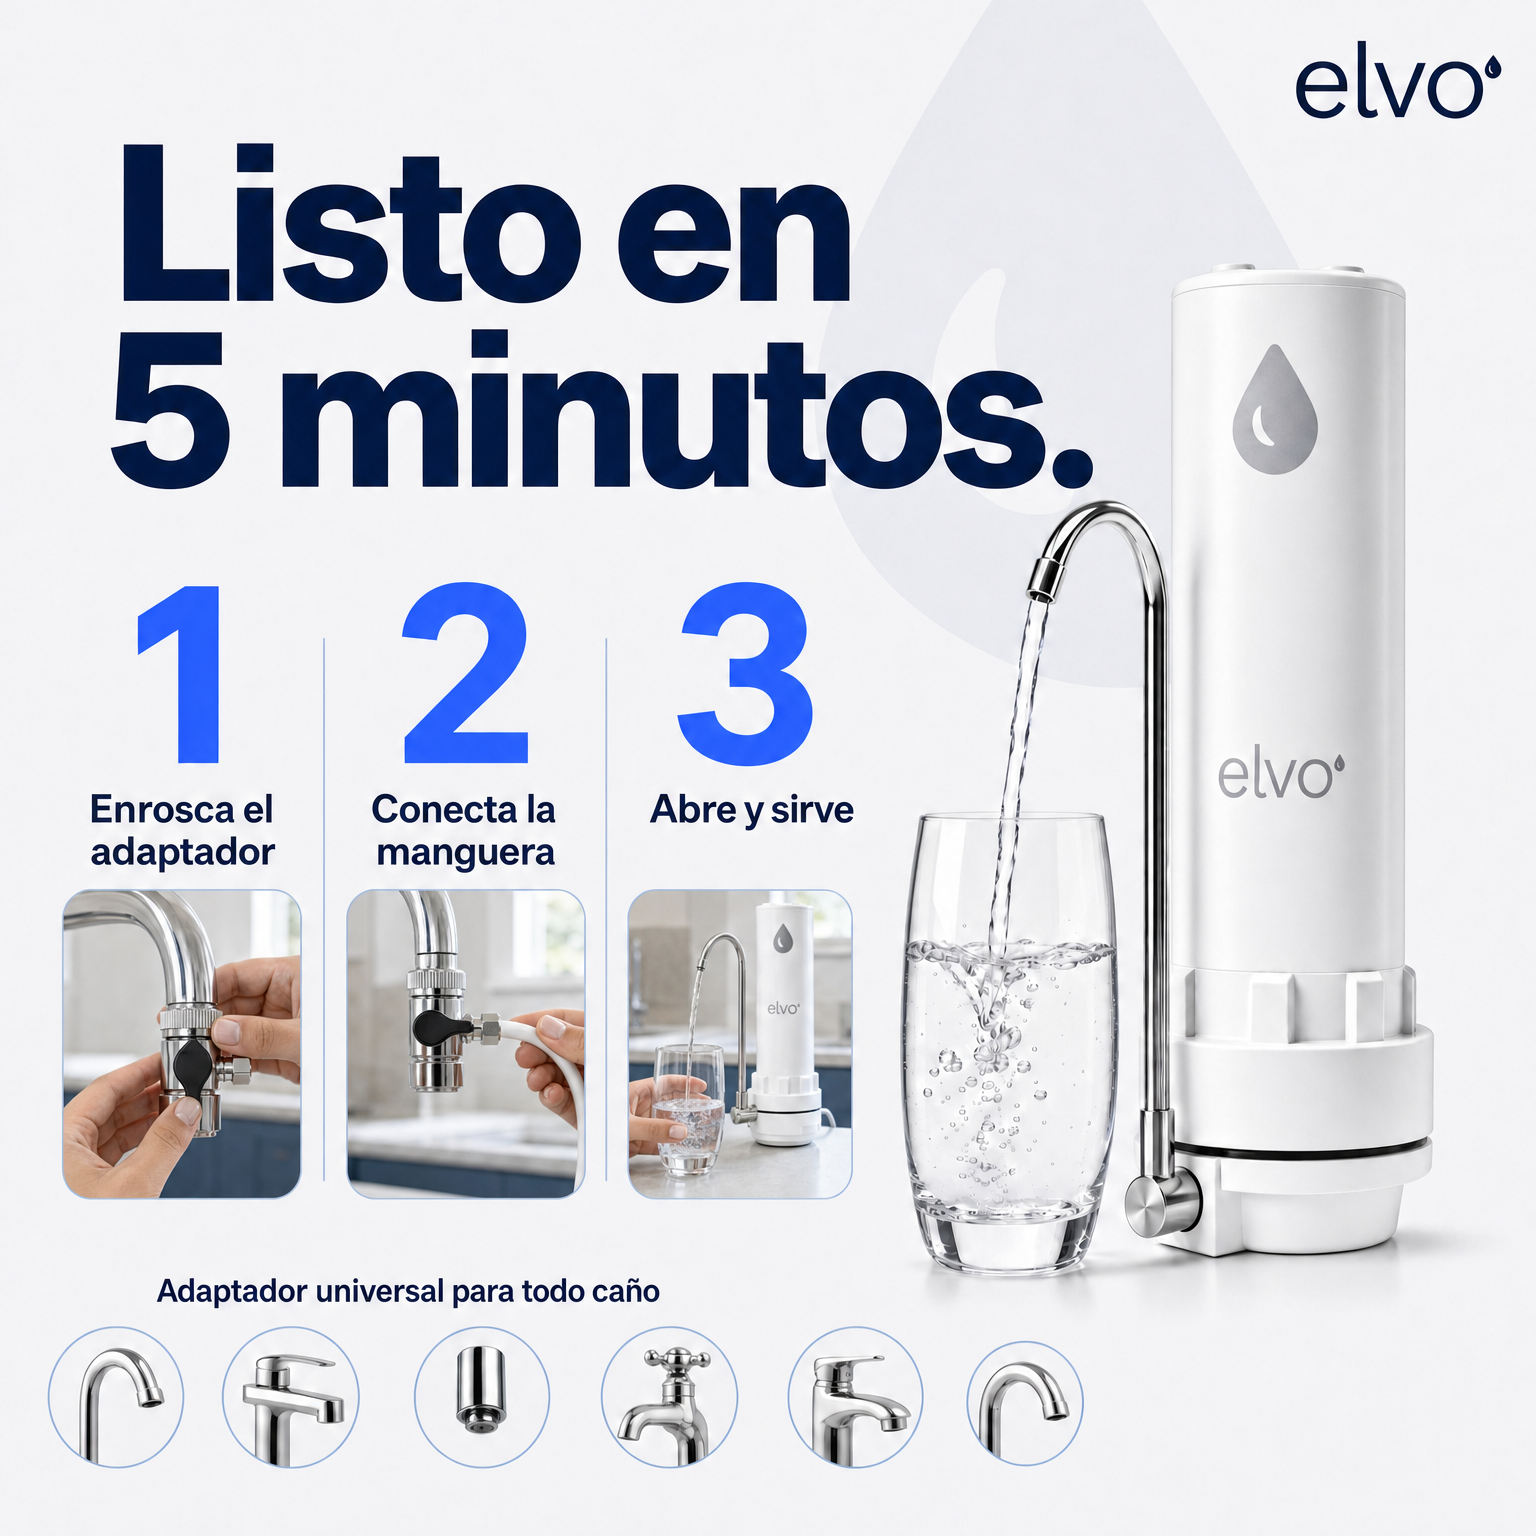 elvo
Listo en
5 minutos.
1
2
3
Enrosca el
adaptador
Conecta la
manguera
Abre y sirve
elvo
elvo
Adaptador universal para todo caño